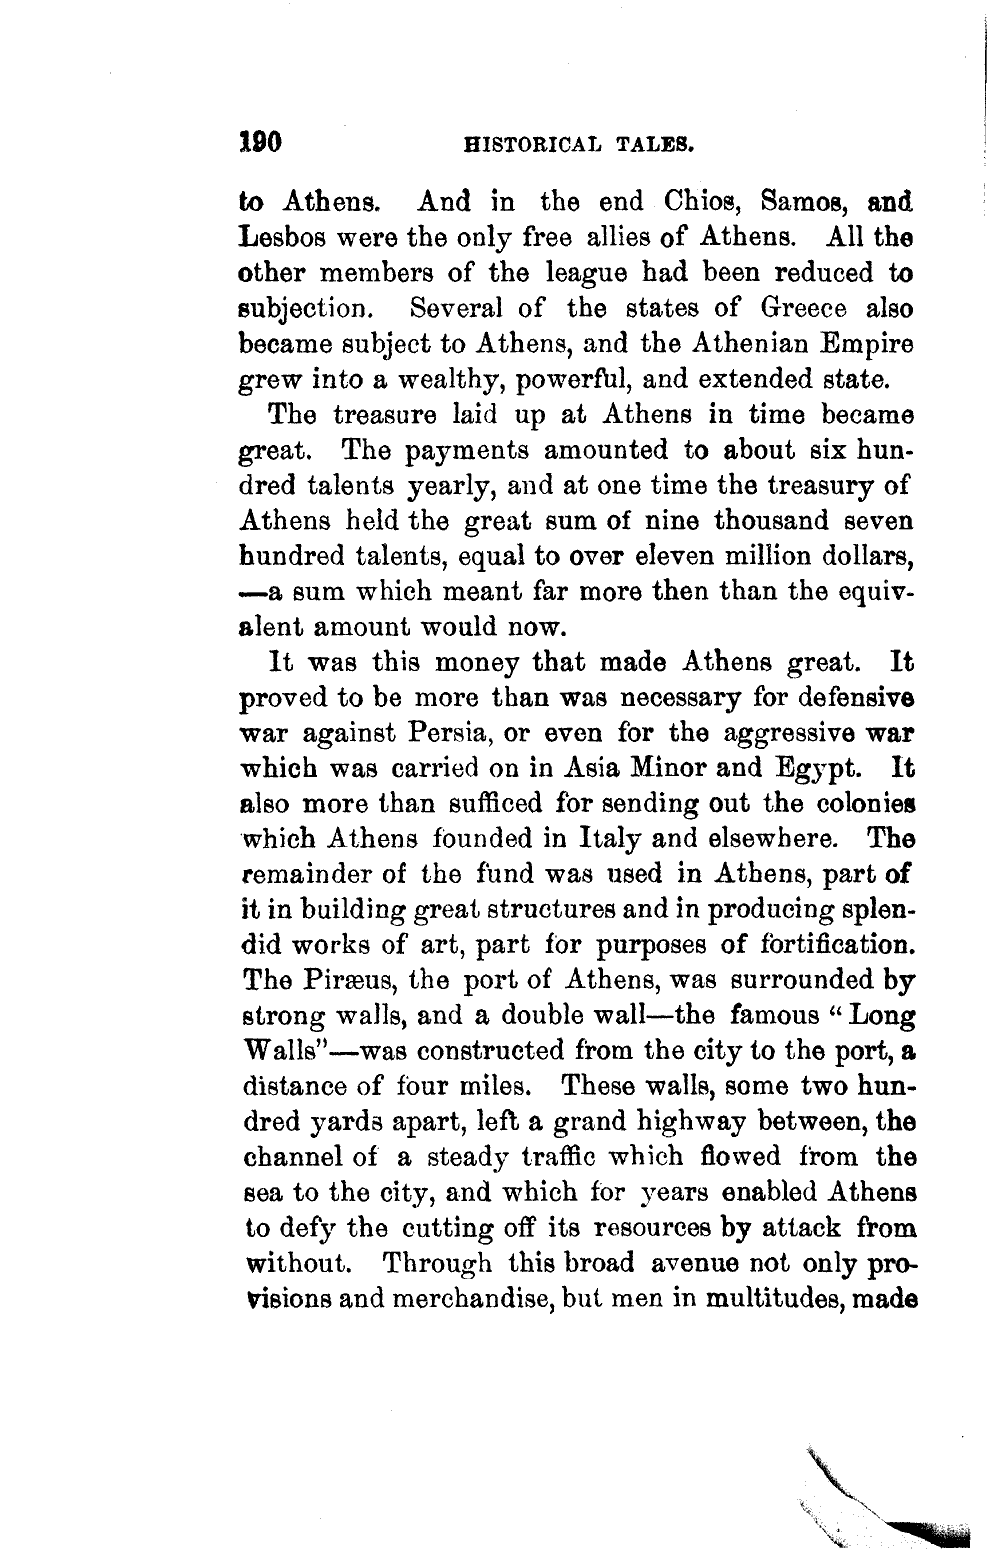 190 HISTORICAL TALES.
to Athens. And in the end Chios, Samos, and
Lesbos were the only free allies of Athens. All the
other members of the league had been reduced to
subjection. Several of the states of Greece also
became subject to Athens, and the Athenian Empire
grew into a wealthy, powerful, and extended state.
The treasure laid up at Athens in time became
great. The payments amounted to about six hun-
dred talents yearly, and at one time the treasury of
Athens held the great sum of nine thousand seven
hundred talents, equal to over eleven million dollars,
—a sum which meant far more then than the equiv-
alent amount would now.
It was this money that made Athens great. It
proved to be more than was necessary for defensive
war against Persia, or even for the aggressive war
which was carried on in Asia Minor and Egypt. It
also more than sufficed for sending out the colonies
which Athens founded in Italy and elsewhere. The
remainder of the fund was used in Athens, part of
it in building great structures and in producing splen-
did works of art, part for purposes of fortification.
The Piræus, the port of Athens, was surrounded by
strong walls, and a double wall—the famous “Long
Walls”—was constructed from the city to the port, a
distance of four miles. These walls, some two hun-
dred yards apart, left a grand highway between, the
channel of a steady traffic which flowed from the
sea to the city, and which for years enabled Athens
to defy the cutting off its resources by attack from
without. Through this broad avenue not only pro-
visions and merchandise, but men in multitudes, made